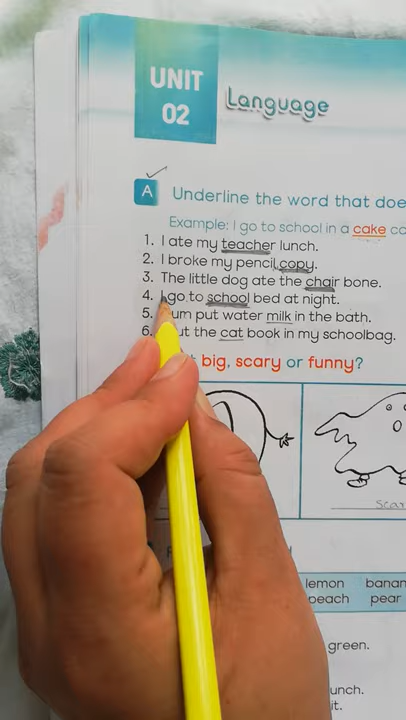 UNIT
02
Language
A Underline the word that doe
Example: I go to school in a cake
1. I ate my teacher lunch.
2. I broke my pencil copy.
3. The little dog ate the chair bone.
4. I go to school bed at night.
5. um put water milk in the bath.
6. ut the cat book in my schoolbag.
big, scary or funny?
scar
lemon banan
peach pear
green.
unch.
it.